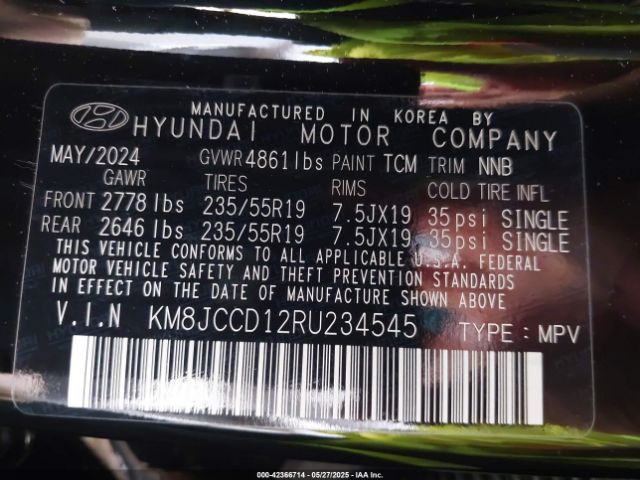 MANUFACTURED IN KOREA BY
HYUNDAI MOTOR COMPANY
MAY/2024 GVWR 4861lbs PAINT TCM TRIM NNB
GAWR TIRES RIMS COLD TIRE INFL
FRONT 2778 lbs 235/55R19 7.5JX19 35psi SINGLE
REAR 2646 lbs 235/55R19 7.5JX19 35psi SINGLE
THIS VEHICLE CONFORMS TO ALL APPLICABLE U.S.A. FEDERAL
MOTOR VEHICLE SAFETY AND THEFT PREVENTION STANDARDS
IN EFFECT ON THE DATE OF MANUFACTURE SHOWN ABOVE
V.I.N KM8JCCD12RU234545 TYPE: MPV
000-42366714 - 05/27/2025 - IAA Inc.